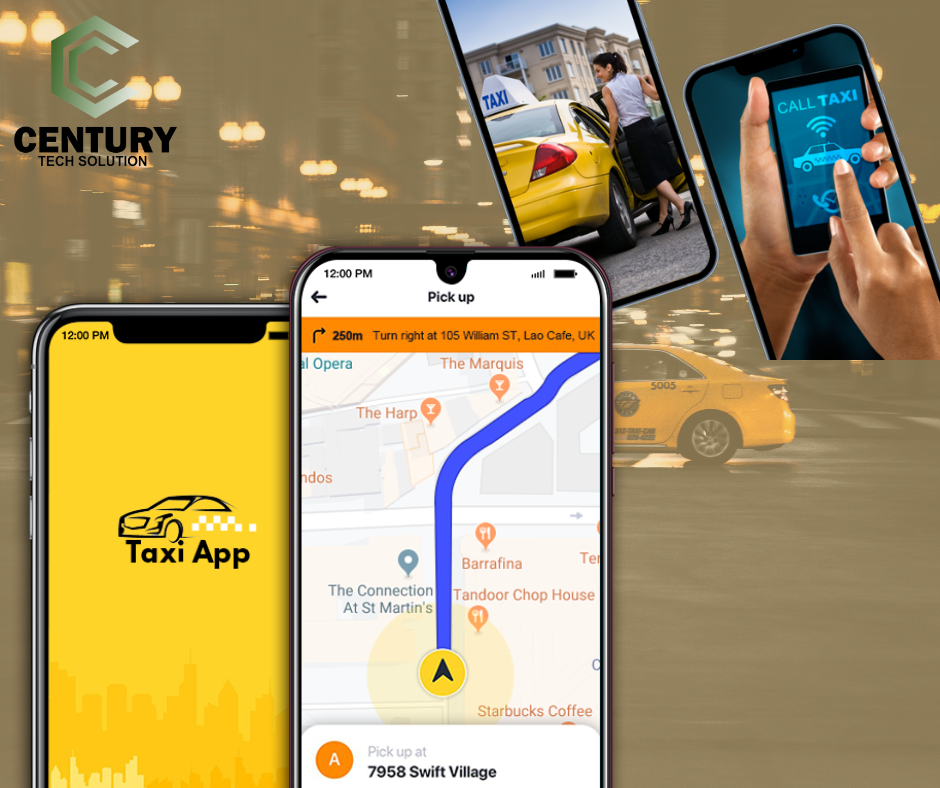 CENTURY
TECH SOLUTION
TAXI
CALL TAXI
12:00 PM
Taxi App
12:00 PM
Pick up
250m Turn right at 105 William ST, Lao Cafe, UK
al Opera
The Marquis
The Harp
ndos
Barrafina
Ter
The Connection
At St Martin's
Tandoor Chop House
C
Starbucks Coffee
A
Pick up at
7958 Swift Village
5005